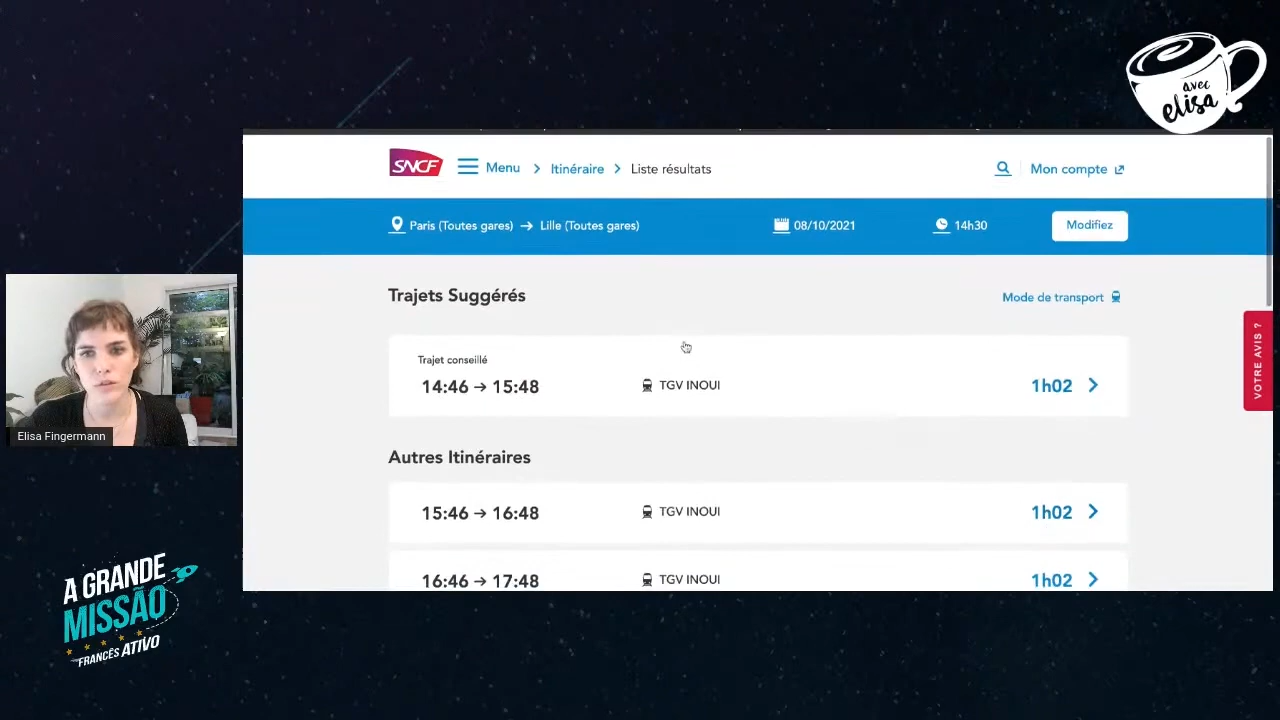 avec
elisa
SNCF
Menu > Itinéraire > Liste résultats
Mon compte
Paris (Toutes gares) → Lille (Toutes gares)
08/10/2021
14h30
Modifiez
Trajets Suggérés
Mode de transport
VOTRE AVIS ?
Trajet conseillé
14:46 → 15:48
TGV INOUI
1h02
Autres Itinéraires
15:46 → 16:48
TGV INOUI
1h02
16:46 → 17:48
TGV INOUI
1h02
Elisa Fingermann
A GRANDE
MISSÃO
FRANCÊS ATIVO